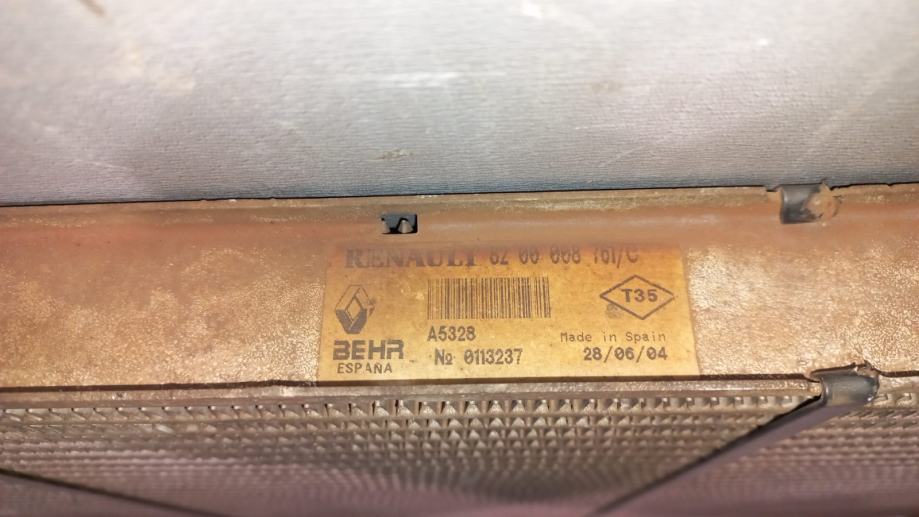 RENAULT 82 00 008 761/C
T35
A5328
Made in Spain
BEHR
Nº 0113237
28/06/04
ESPAÑA